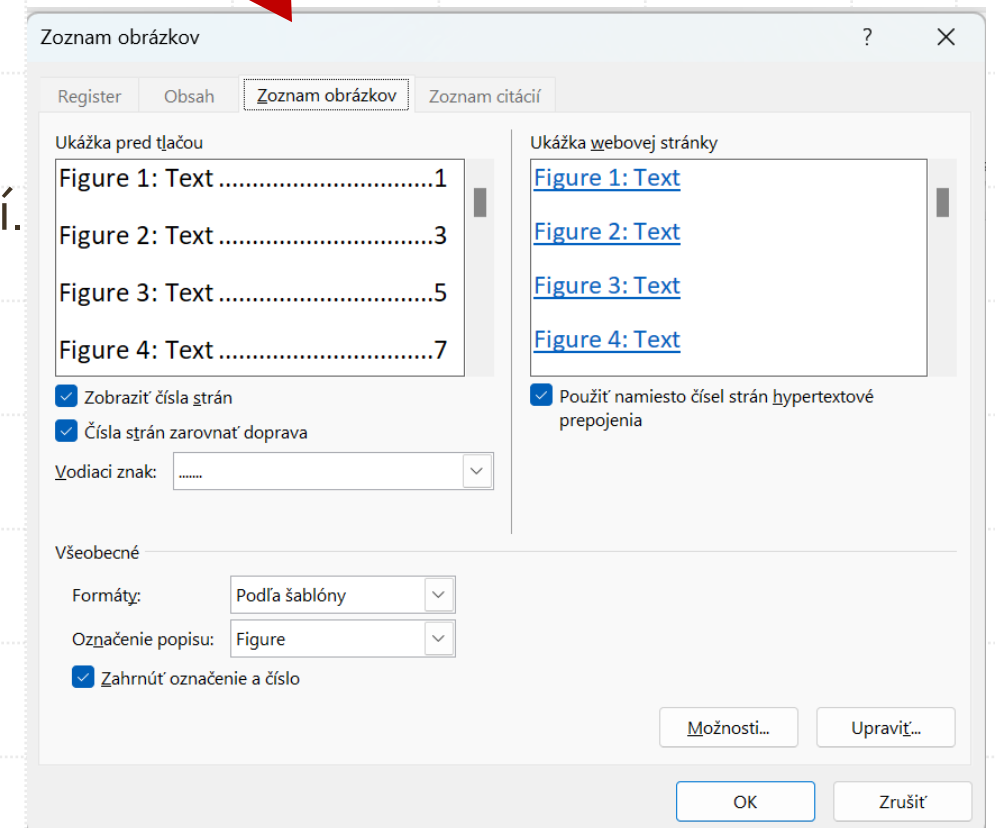 Zoznam obrázkov ?
Register Obsah Zoznam obrázkov Zoznam citácií
Ukážka pred tlačou
Figure 1: Text ................................1
Figure 2: Text ................................3
Figure 3: Text ................................5
Figure 4: Text ................................7
Zobraziť čísla strán
Čísla strán zarovnať doprava
Vodiaci znak: .......
Ukážka webovej stránky
Figure 1: Text
Figure 2: Text
Figure 3: Text
Figure 4: Text
Použiť namiesto čísel strán hypertextové
prepojenia
Všeobecné
Formáty: Podľa šablóny
Označenie popisu: Figure
Zahrnúť označenie a číslo
Možnosti... Upraviť...
OK Zrušiť
í.